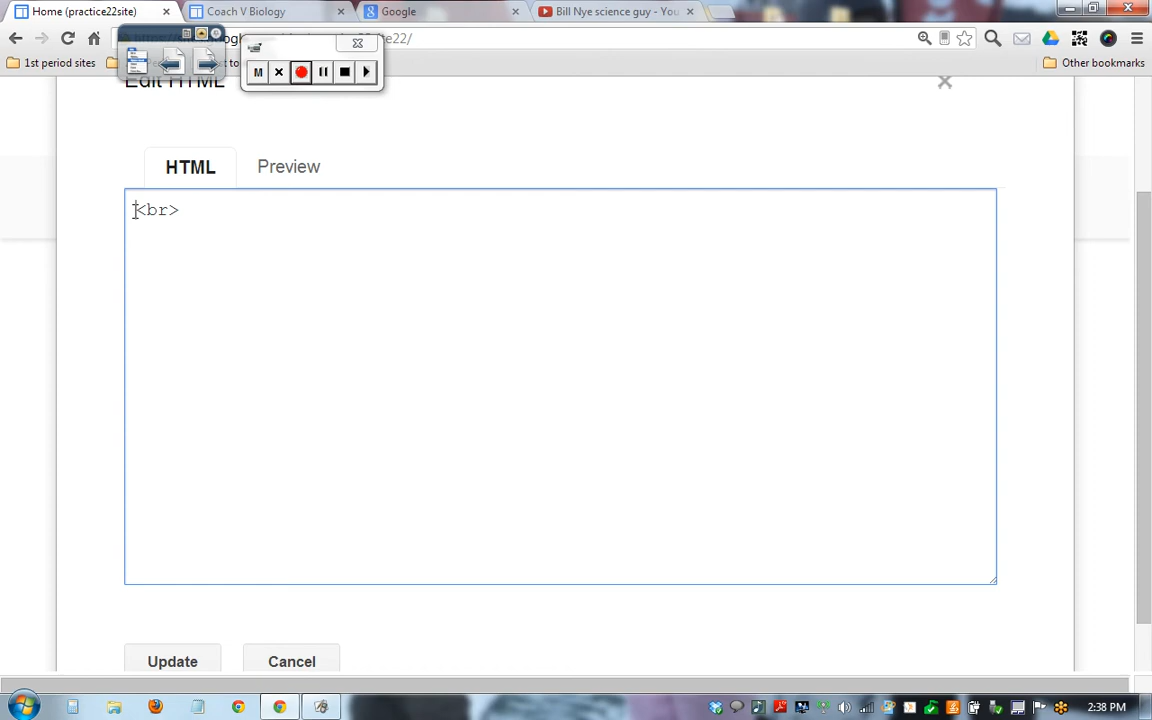 Home (practice22site)
Coach V Biology
Google
Bill Nye science guy - You
1st period sites
Other bookmarks
M
Edit HTML
HTML
Preview
<br>
Update
Cancel
2:38 PM